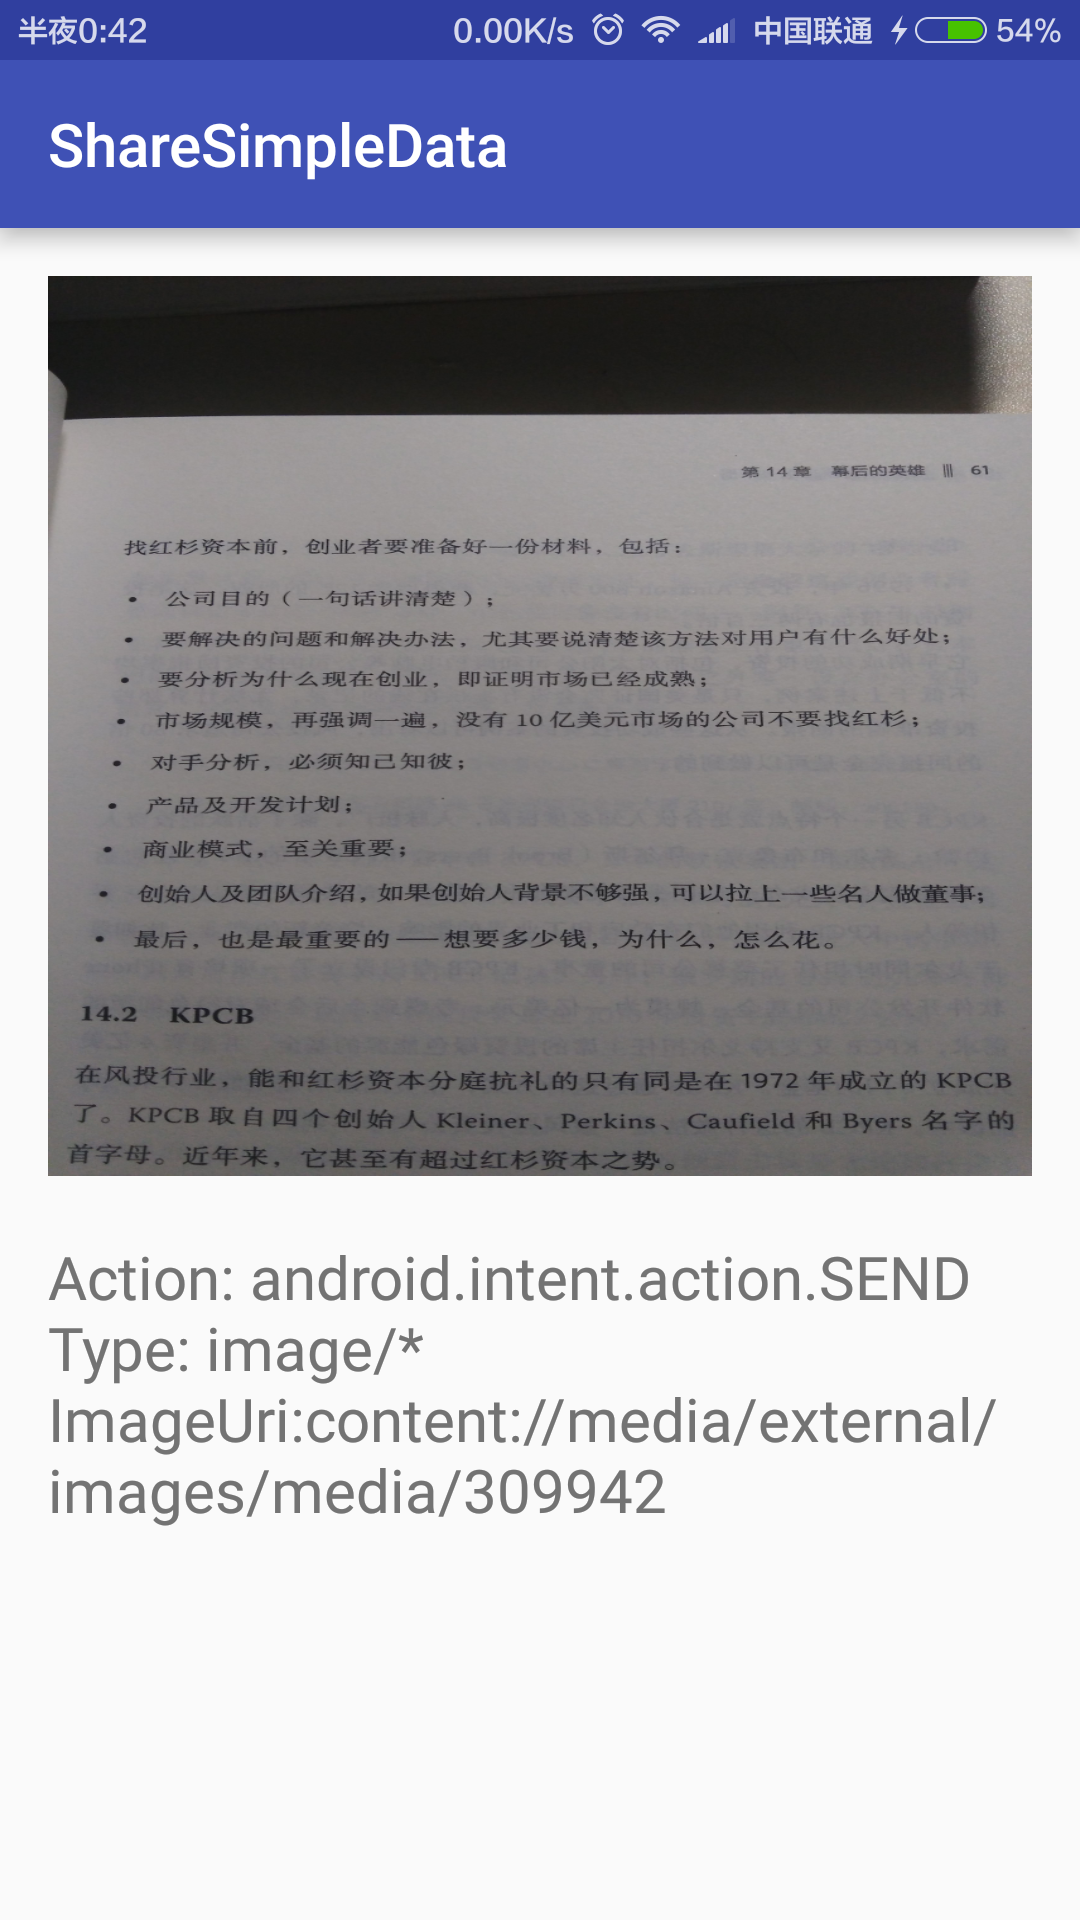 半夜0:42 0.00K/s 中国联通 54%
ShareSimpleData
第 14 章 幕后的英雄 ||| 61
找红杉资本前，创业者要准备好一份材料，包括：
• 公司目的（一句话讲清楚）；
• 要解决的问题和解决办法，尤其要说清楚该方法对用户有什么好处；
• 要分析为什么现在创业，即证明市场已经成熟；
• 市场规模，再强调一遍，没有 10 亿美元市场的公司不要找红杉；
• 对手分析，必须知己知彼；
• 产品及开发计划；
• 商业模式，至关重要；
• 创始人及团队介绍，如果创始人背景不够强，可以拉上一些名人做董事；
• 最后，也是最重要的——想要多少钱，为什么，怎么花。
14.2 KPCB
在风投行业，能和红杉资本分庭抗礼的只有同是在 1972 年成立的 KPCB
了。KPCB 取自四个创始人 Kleiner、Perkins、Caufield 和 Byers 名字的
首字母。近年来，它甚至有超过红杉资本之势。
Action: android.intent.action.SEND
Type: image/*
ImageUri:content://media/external/
images/media/309942